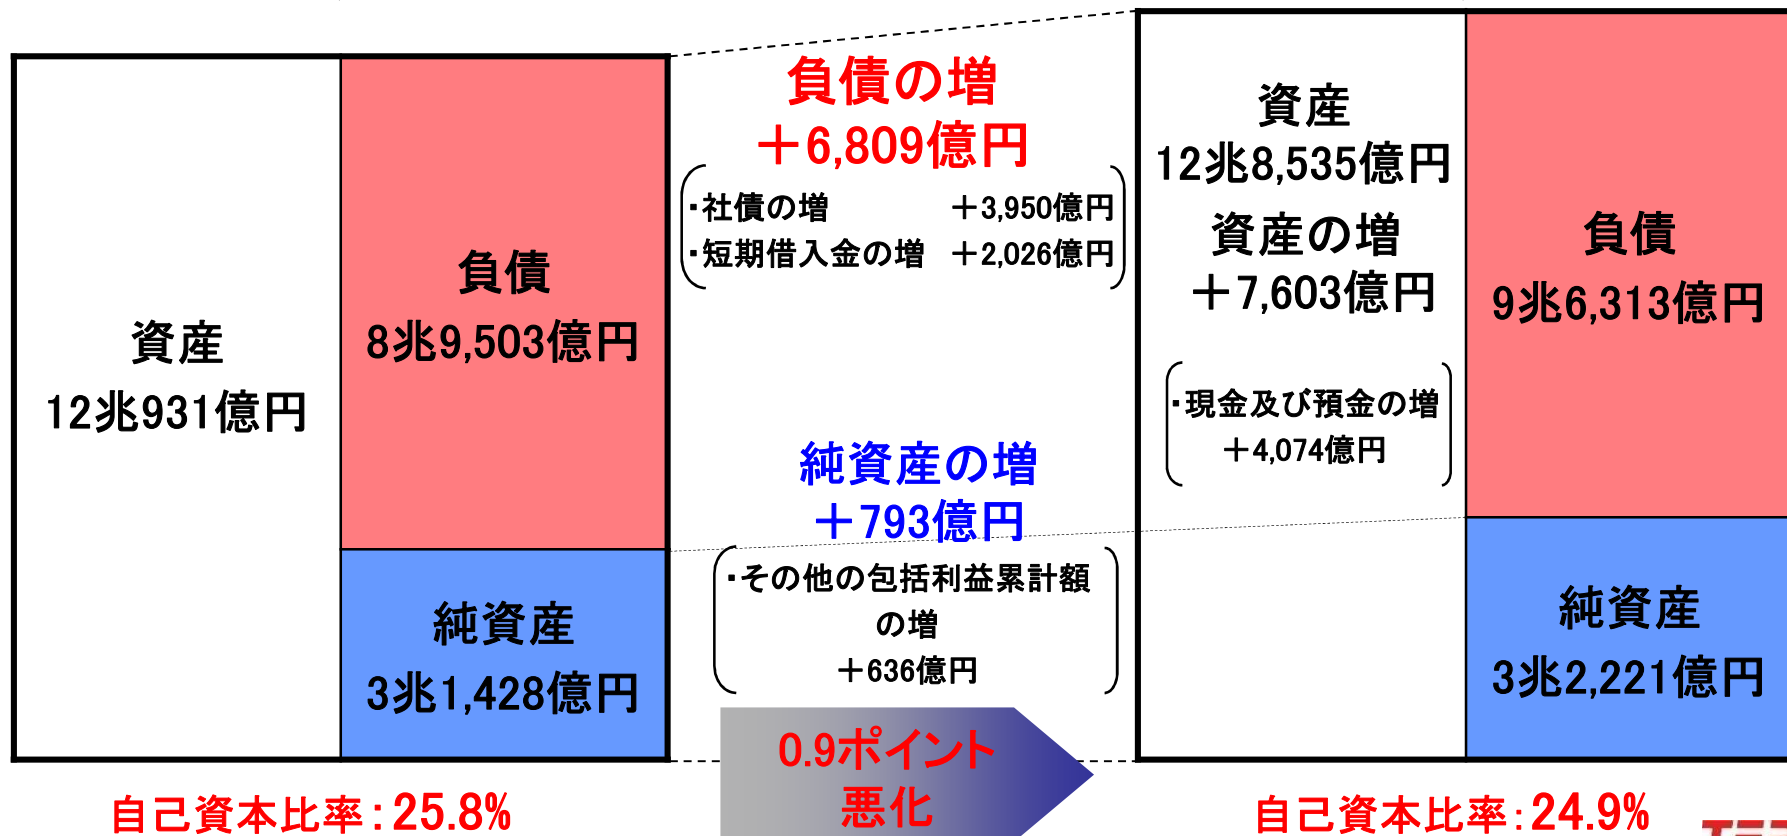 資産
12兆931億円
負債
8兆9,503億円
純資産
3兆1,428億円
自己資本比率:25.8%
負債の増
+6,809億円
・社債の増 +3,950億円
・短期借入金の増 +2,026億円
純資産の増
+793億円
・その他の包括利益累計額
の増
+636億円
0.9ポイント
悪化
資産
12兆8,535億円
資産の増
+7,603億円
・現金及び預金の増
+4,074億円
負債
9兆6,313億円
純資産
3兆2,221億円
自己資本比率:24.9%